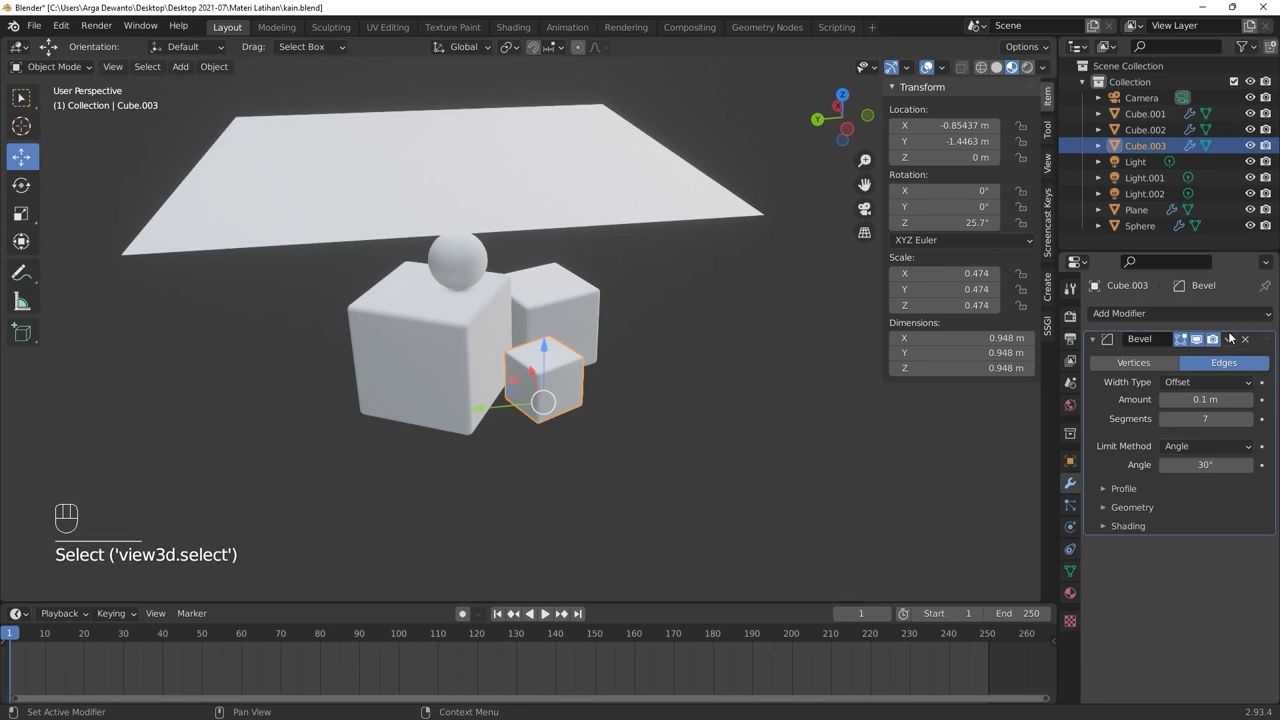 Blender* [C:\Users\Arga Dewanto\Desktop\Desktop 2021-07\Materi Latihan\kain.blend]
File Edit Render Window Help Layout Modeling Sculpting UV Editing Texture Paint Shading Animation Rendering Compositing Geometry Nodes Scripting + Scene View Layer
Orientation: Default Drag: Select Box Global Options
Object Mode View Select Add Object
User Perspective
(1) Collection | Cube.003
X
Y
Z
Transform
Location:
X -0.85437 m
Y -1.4463 m
Z 0 m
Rotation:
X 0°
Y 0°
Z 25.7°
XYZ Euler
Scale:
X 0.474
Y 0.474
Z 0.474
Dimensions:
X 0.948 m
Y 0.948 m
Z 0.948 m
Item
Tool
View
Screencast Keys
Create
SSGI
Scene Collection
Collection
Camera
Cube.001
Cube.002
Cube.003
Light
Light.001
Light.002
Plane
Sphere
Cube.003 Bevel
Add Modifier
Bevel
Vertices Edges
Width Type Offset
Amount 0.1 m
Segments 7
Limit Method Angle
Angle 30°
Profile
Geometry
Shading
Select ('view3d.select')
Playback Keying View Marker 1 Start 1 End 250
1 10 20 30 40 50 60 70 80 90 100 110 120 130 140 150 160 170 180 190 200 210 220 230 240 250 260
Set Active Modifier Pan View Context Menu 2.93.4